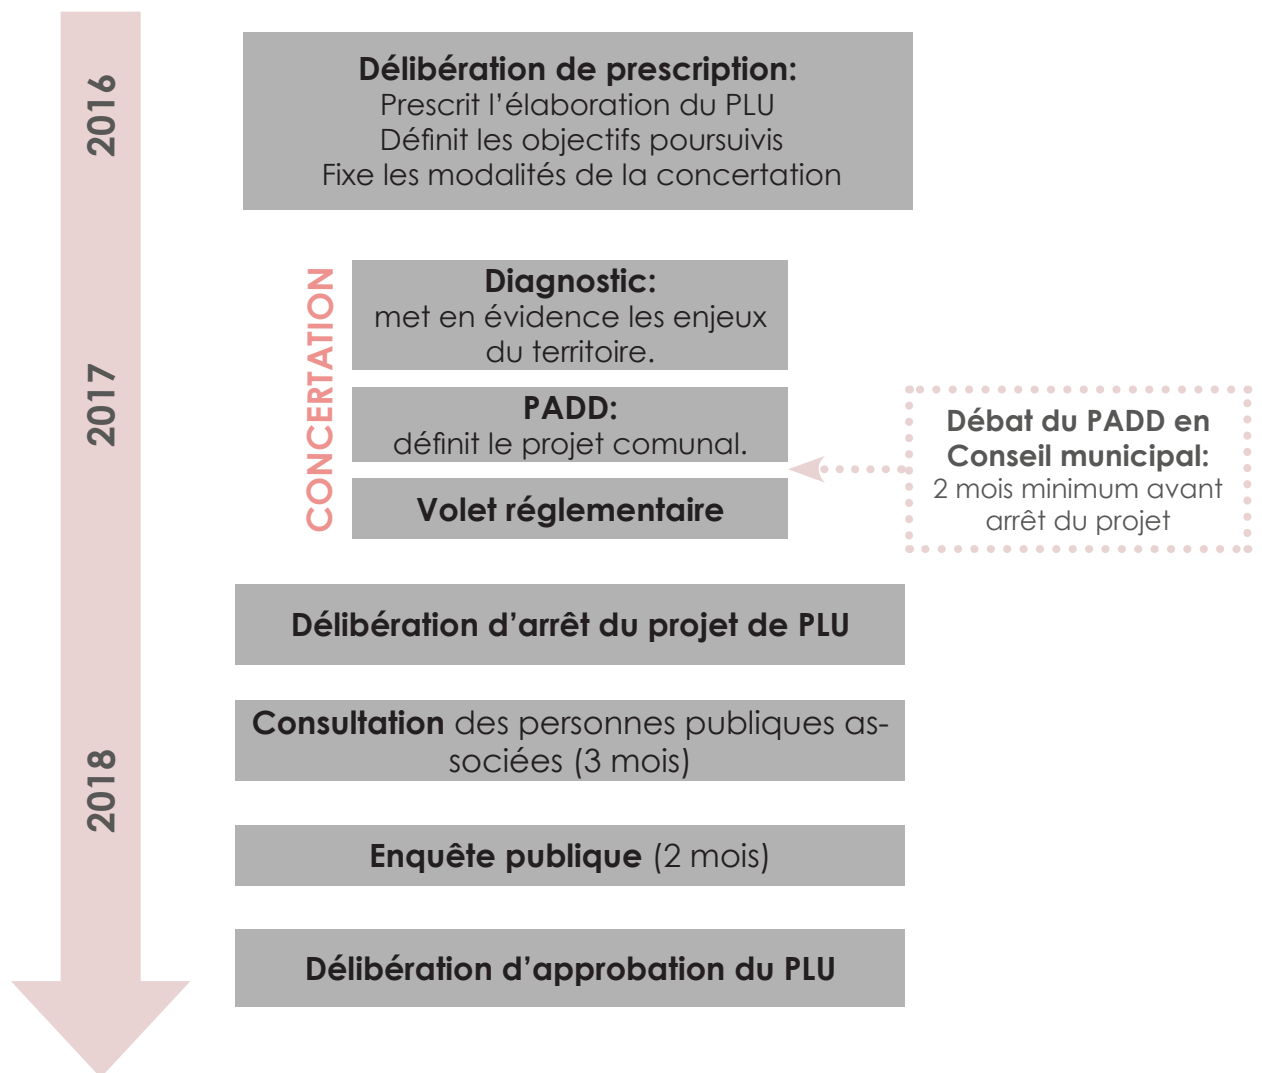 2016
Délibération de prescription:
Prescrit l’élaboration du PLU
Définit les objectifs poursuivis
Fixe les modalités de la concertation
2017
CONCERTATION
Diagnostic:
met en évidence les enjeux
du territoire.
PADD:
définit le projet comunal.
Volet réglementaire
Débat du PADD en
Conseil municipal:
2 mois minimum avant
arrêt du projet
Délibération d’arrêt du projet de PLU
2018
Consultation des personnes publiques as-
sociées (3 mois)
Enquête publique (2 mois)
Délibération d’approbation du PLU